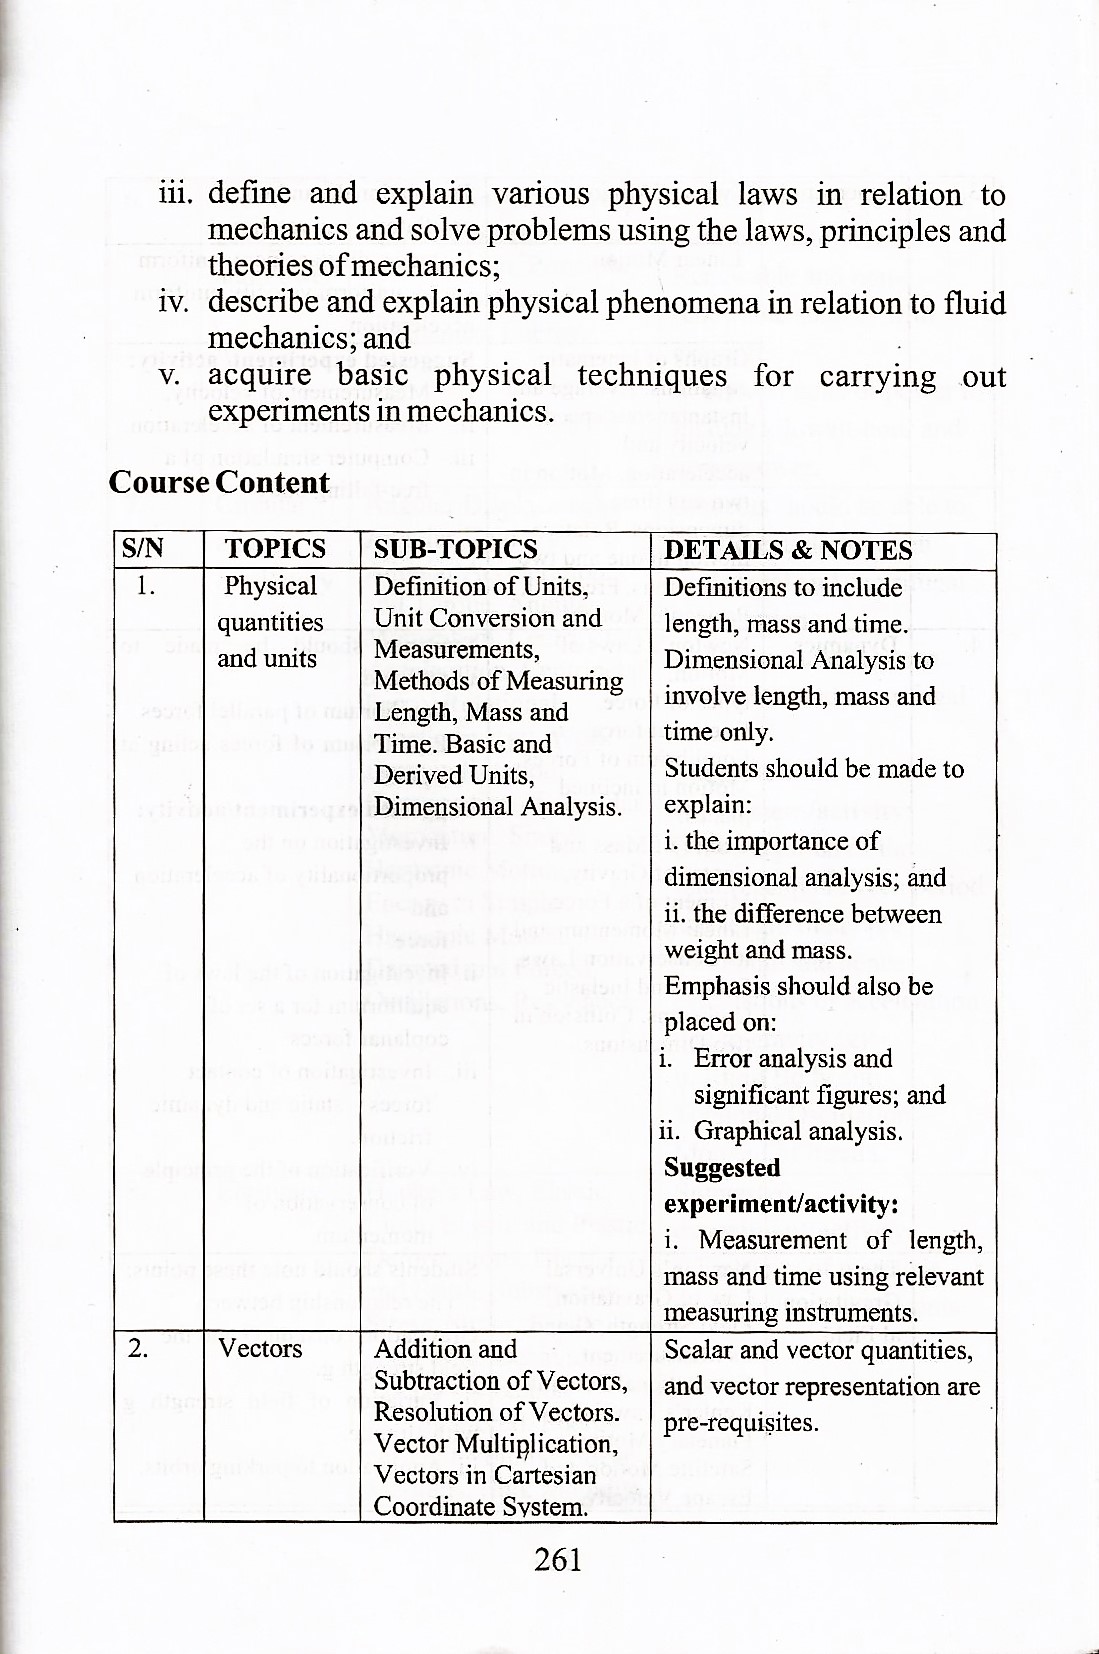 iii. define and explain various physical laws in relation to
mechanics and solve problems using the laws, principles and
theories of mechanics;
iv. describe and explain physical phenomena in relation to fluid
mechanics; and
v. acquire basic physical techniques for carrying out
experiments in mechanics.
Course Content
S/N TOPICS SUB-TOPICS DETAILS & NOTES
1.
Physical
quantities
and units
Definition of Units,
Unit Conversion and
Measurements,
Methods of Measuring
Length, Mass and
Time. Basic and
Derived Units,
Dimensional Analysis.
Definitions to include
length, mass and time.
Dimensional Analysis to
involve length, mass and
time only.
Students should be made to
explain:
i. the importance of
dimensional analysis; and
ii. the difference between
weight and mass.
Emphasis should also be
placed on:
i. Error analysis and
significant figures; and
ii. Graphical analysis.
Suggested
experiment/activity:
i. Measurement of length,
mass and time using relevant
measuring instruments.
2.
Vectors
Addition and
Subtraction of Vectors,
Resolution of Vectors.
Vector Multiplication,
Vectors in Cartesian
Coordinate System.
Scalar and vector quantities,
and vector representation are
pre-requisites.
261